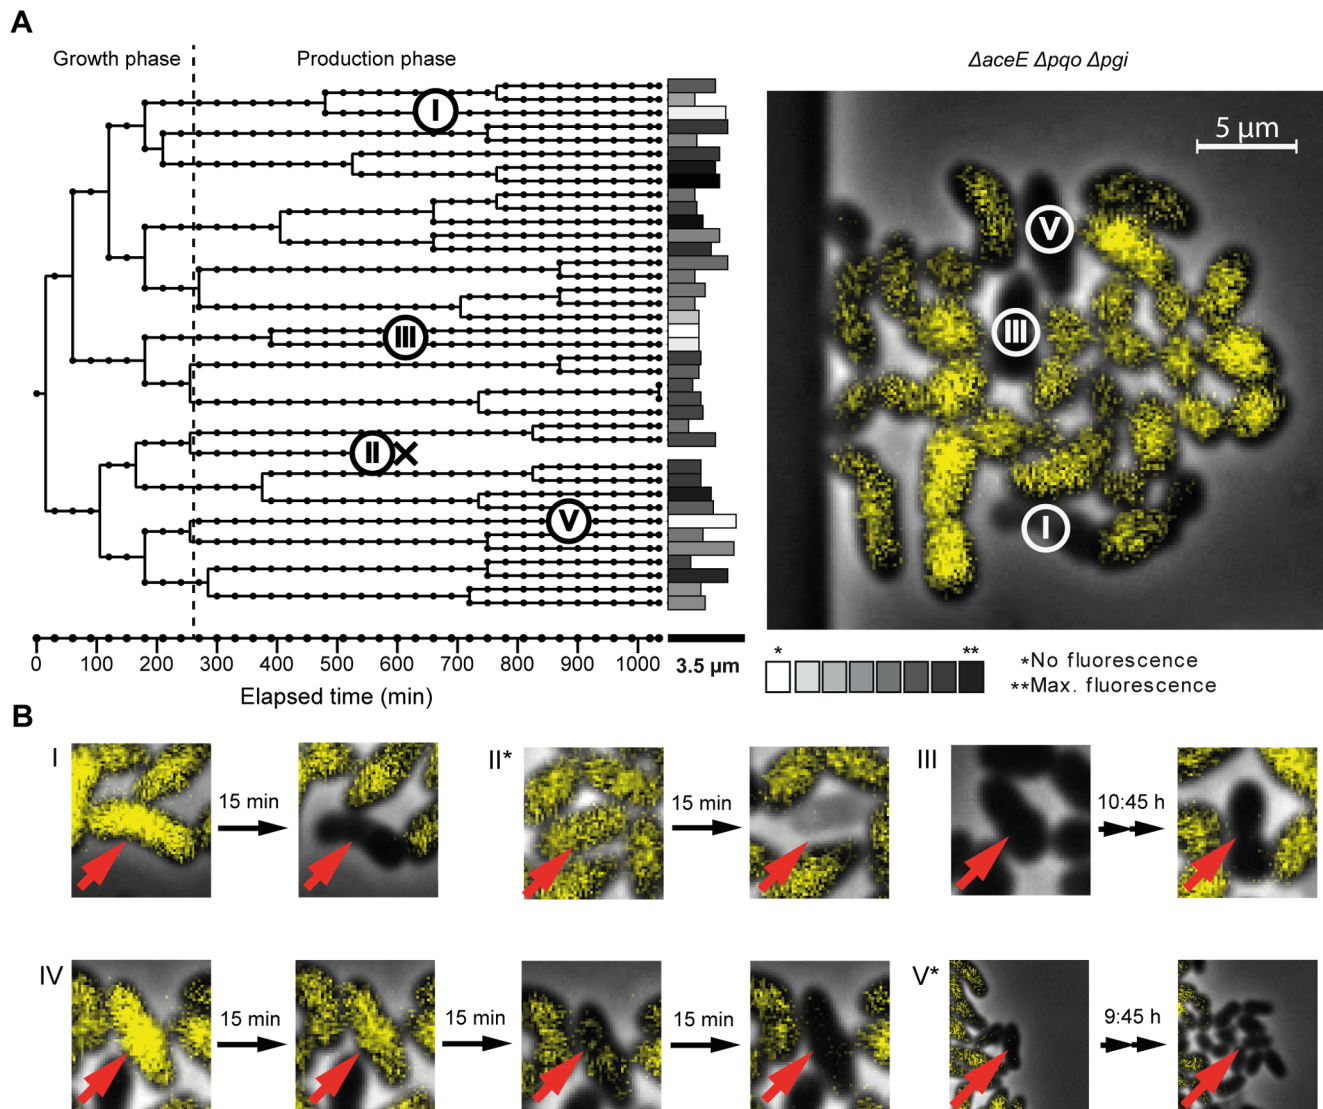 A
Growth phase
Production phase
ΔaceE Δpqo Δpgi
I
III
II
V
5 µm
V
III
I
0 100 200 300 400 500 600 700 800 900 1000
3.5 µm
Elapsed time (min)
* **
*No fluorescence
**Max. fluorescence
B
I
15 min
II*
15 min
III
10:45 h
IV
15 min
15 min
15 min
V*
9:45 h